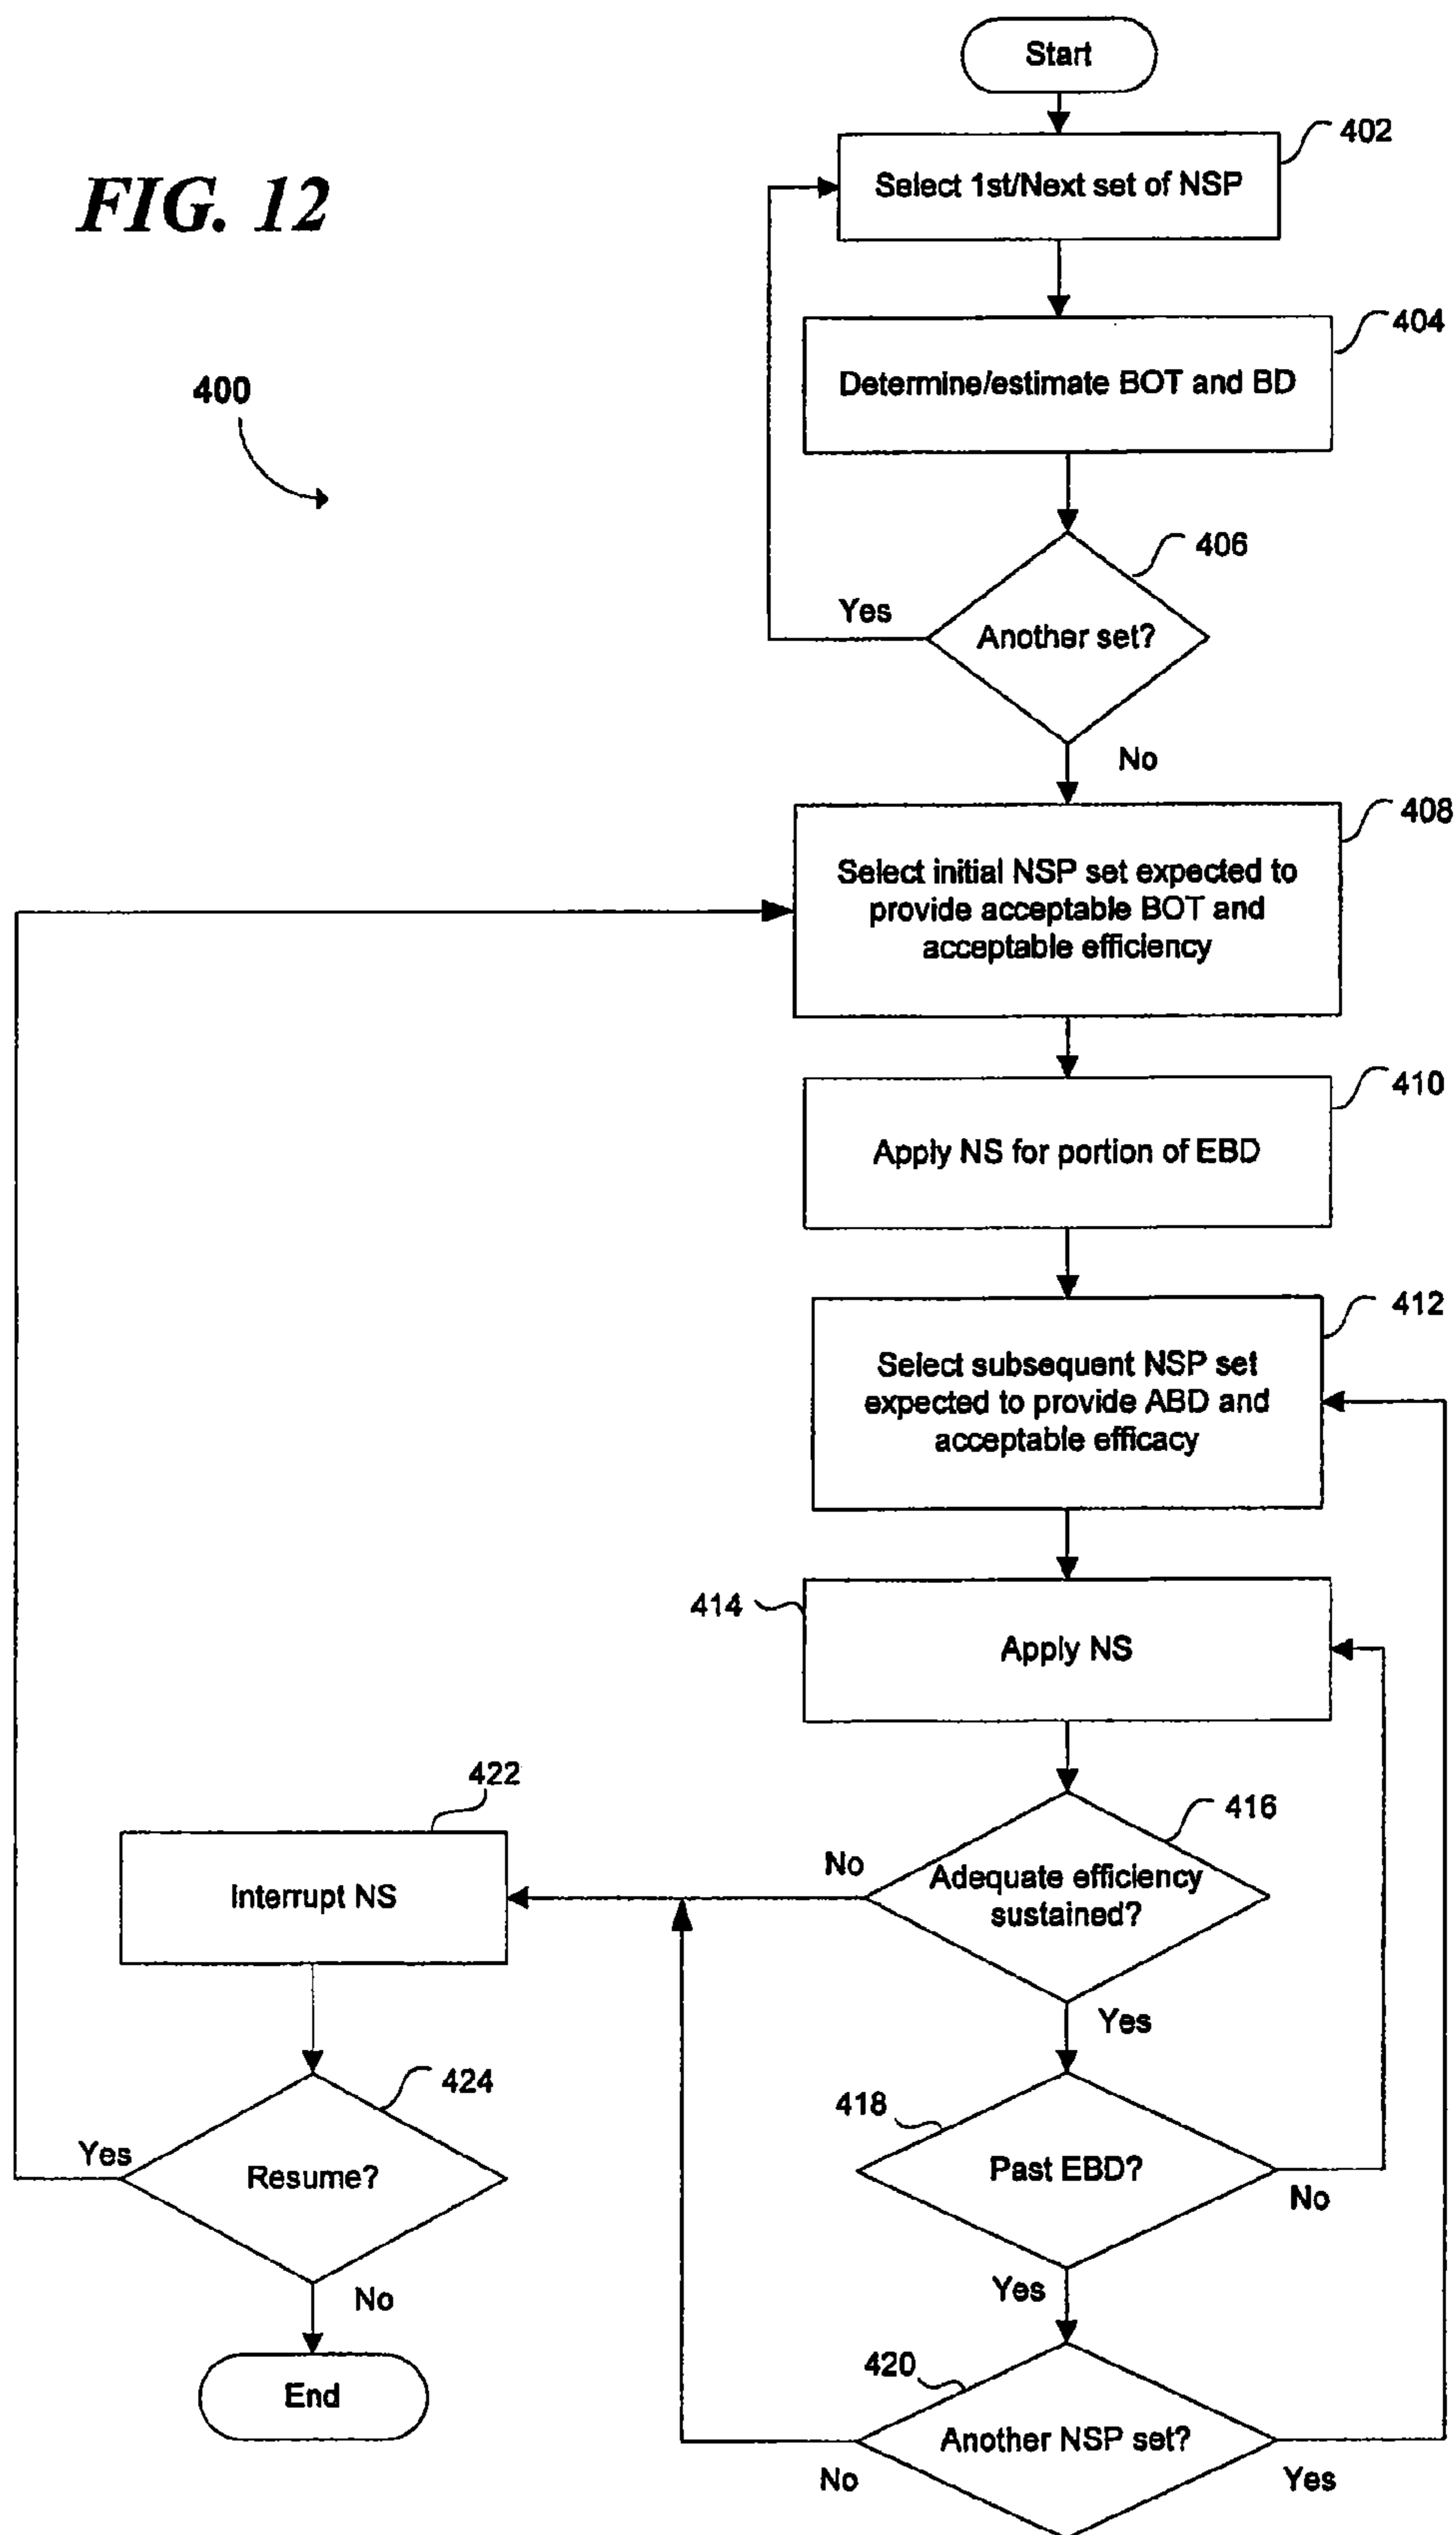 Start
402
Select 1st/Next set of NSP
FIG. 12
404
Determine/estimate BOT and BD
400
406
Yes
Another set?
No
408
Select initial NSP set expected to
provide acceptable BOT and
acceptable efficiency
410
Apply NS for portion of EBD
412
Select subsequent NSP set
expected to provide ABD and
acceptable efficacy
414
Apply NS
422
416
No
Adequate efficiency
sustained?
Interrupt NS
Yes
424
418
Yes
Resume?
Past EBD?
No
Yes
No
420
End
Another NSP set?
No
Yes